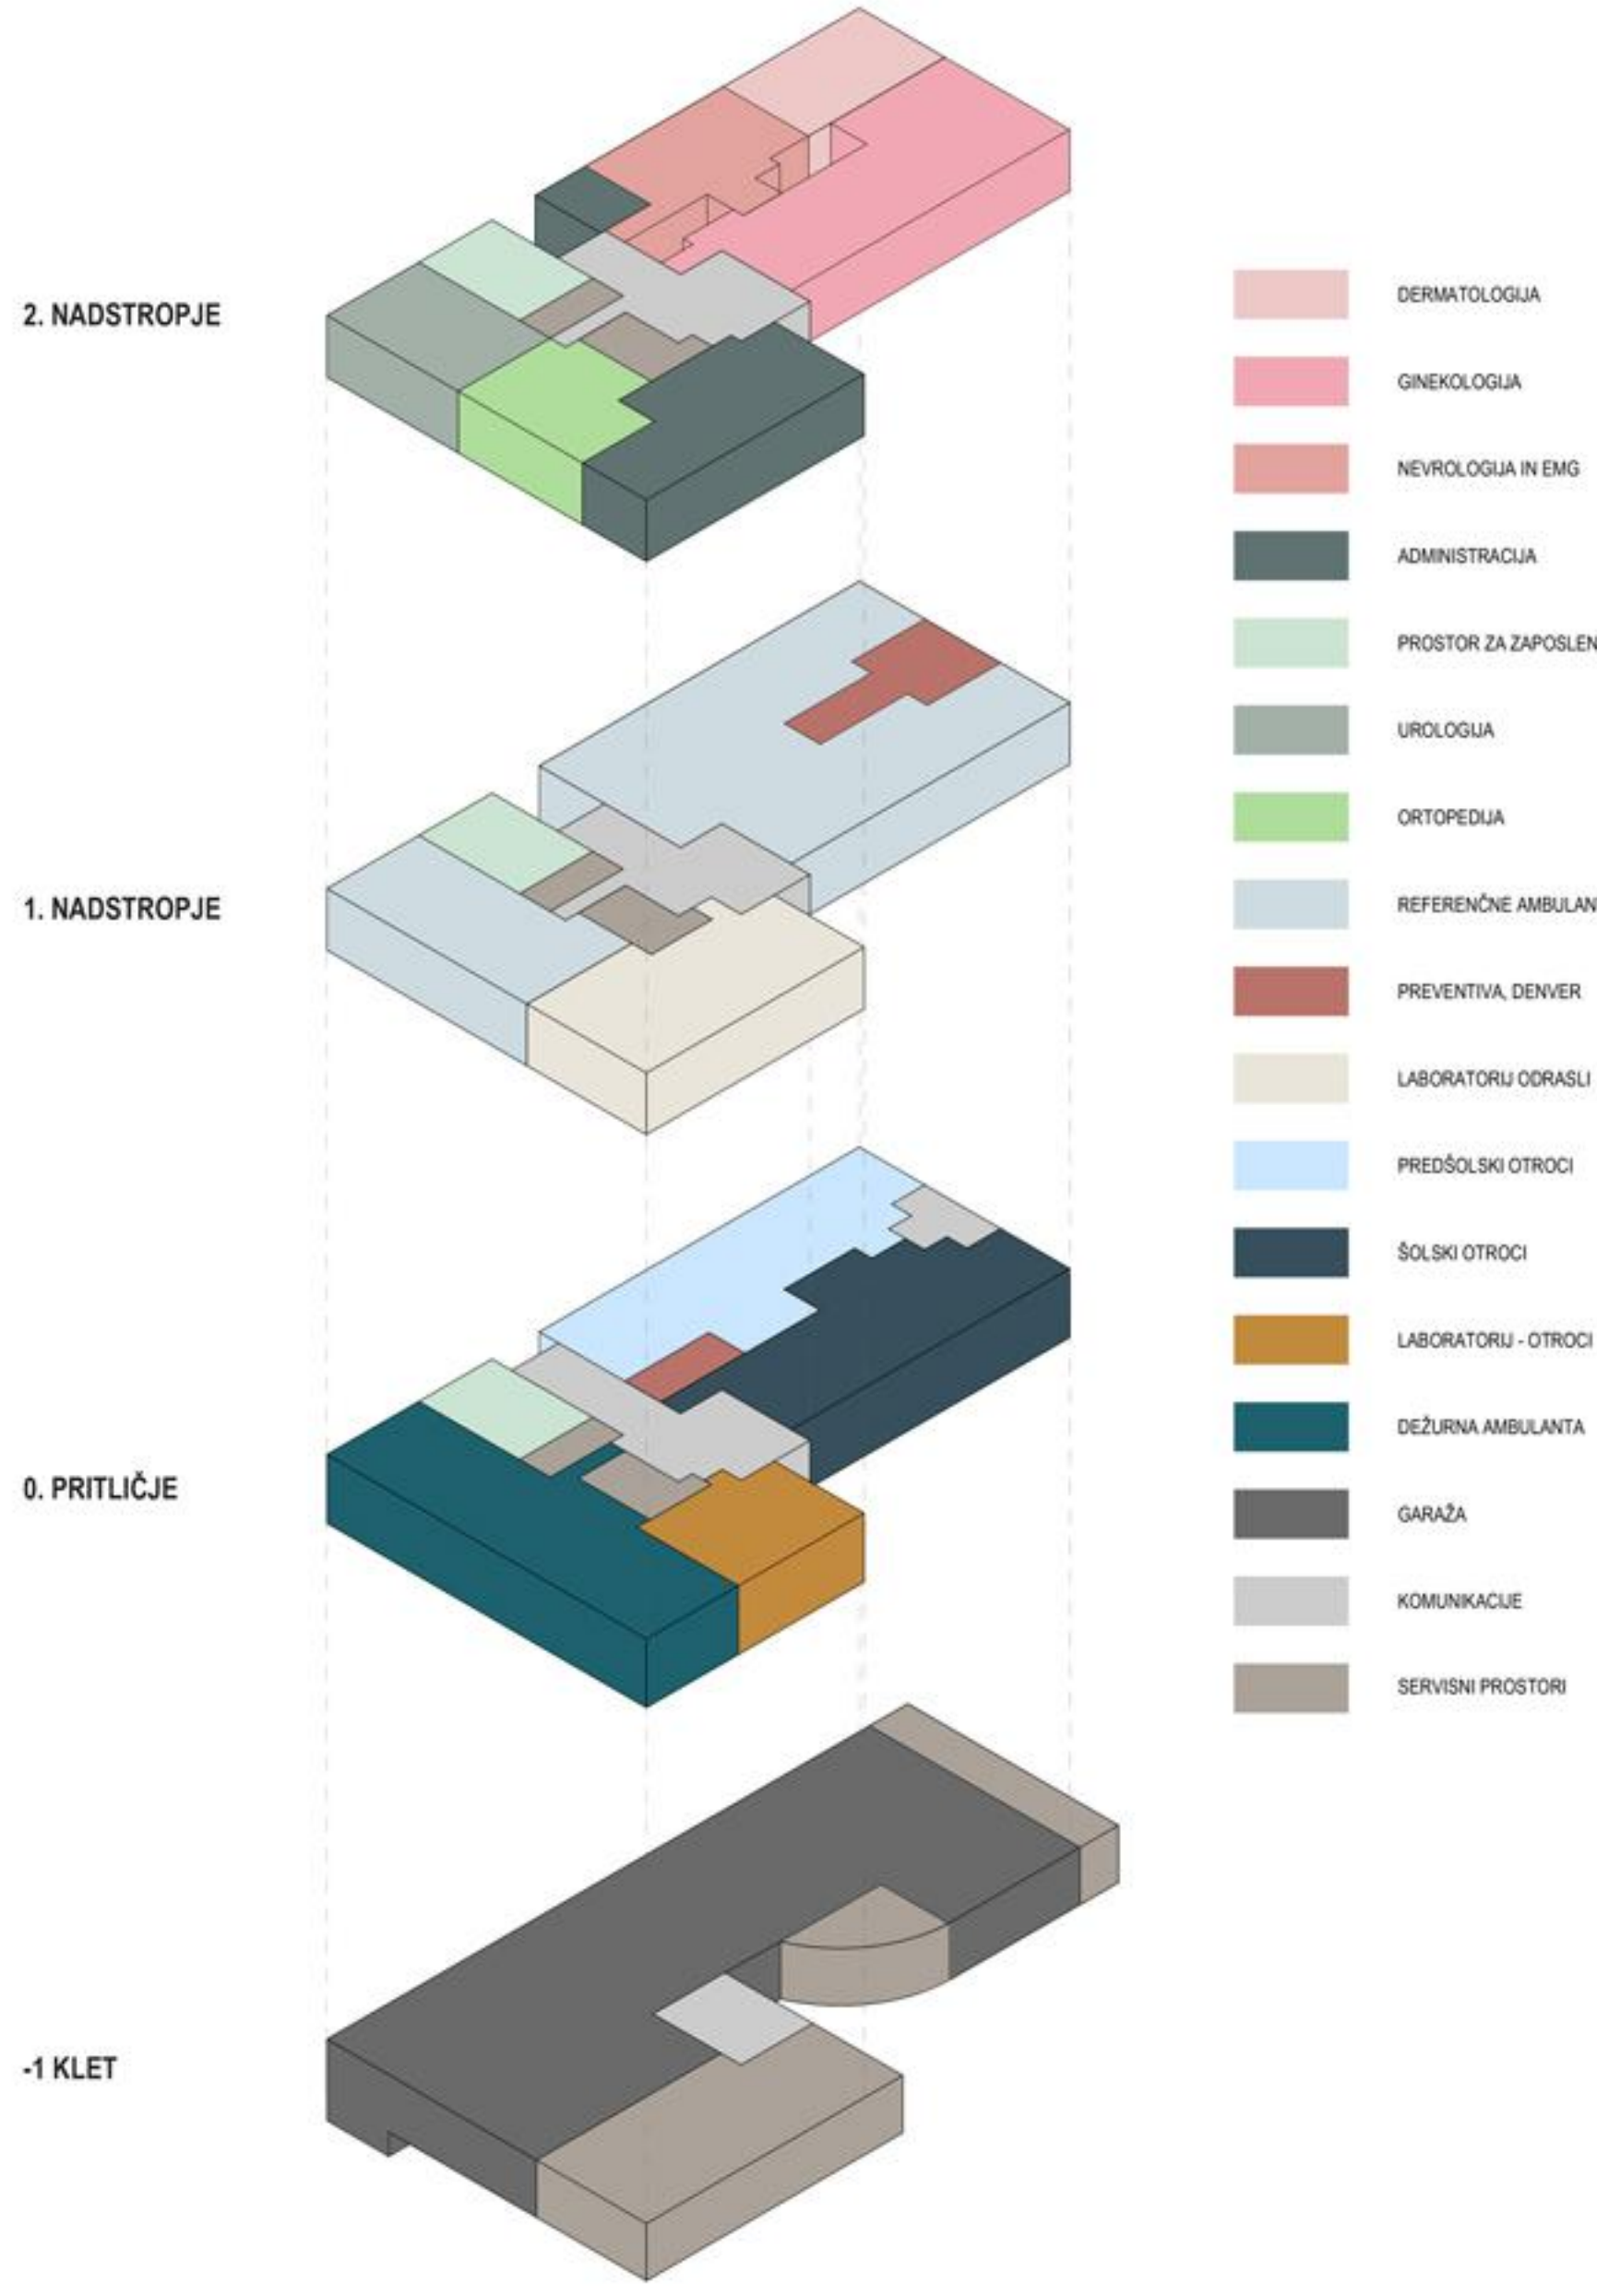 2. NADSTROPJE
1. NADSTROPJE
0. PRITLIČJE
-1 KLET
DERMATOLOGIJA
GINEKOLOGIJA
NEVROLOGIJA IN EMG
ADMINISTRACIJA
PROSTOR ZA ZAPOSLEN
UROLOGIJA
ORTOPEDIJA
REFERENČNE AMBULAN
PREVENTIVA, DENVER
LABORATORIJ ODRASLI
PREDŠOLSKI OTROCI
ŠOLSKI OTROCI
LABORATORIJ - OTROCI
DEŽURNA AMBULANTA
GARAŽA
KOMUNIKACIJE
SERVISNI PROSTORI